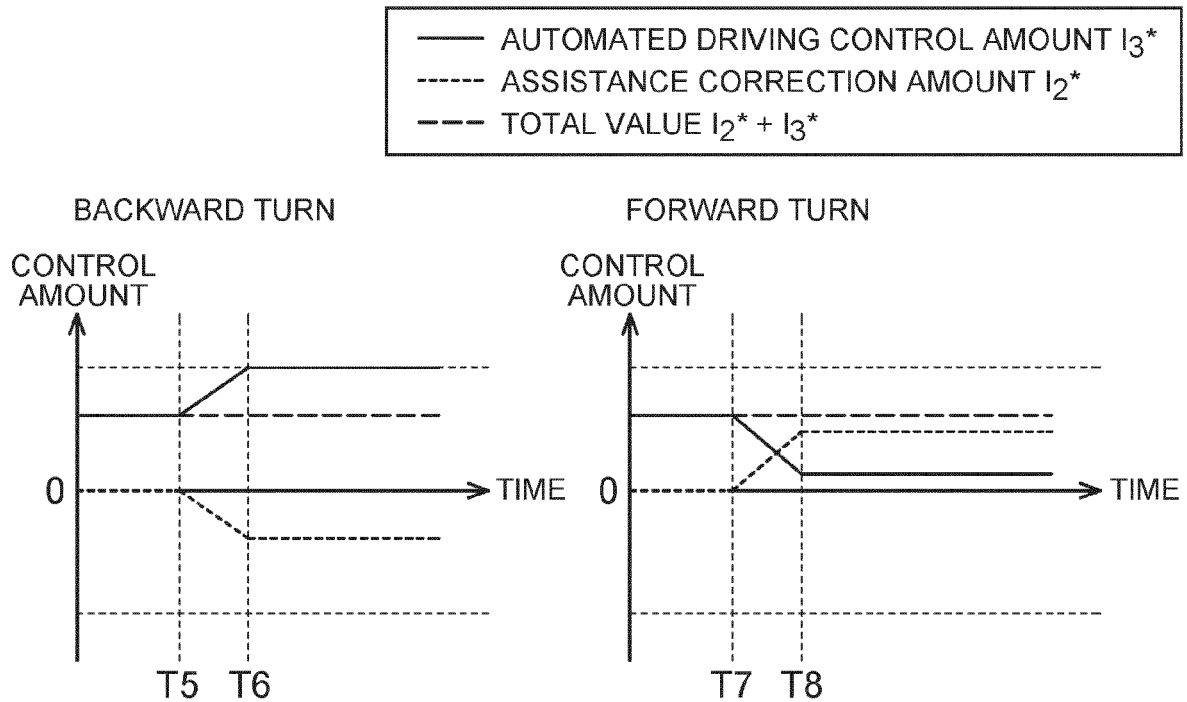 AUTOMATED DRIVING CONTROL AMOUNT I3*
ASSISTANCE CORRECTION AMOUNT I2*
TOTAL VALUE I2* + I3*
BACKWARD TURN
CONTROL
AMOUNT
0
TIME
T5 T6
FORWARD TURN
CONTROL
AMOUNT
0
TIME
T7 T8